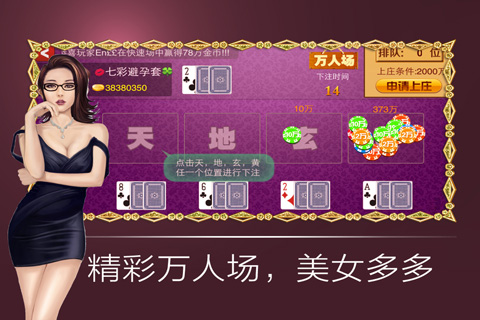 喜玩家En在快速场中赢得78万金币!!!
万人场
排队: 0 位
七彩避孕套
下注时间
上庄条件:2000万
38380350
2
14
申请上庄
10万
373万
天 地 玄
点击天，地，玄，黄
任一个位置进行下注
8 6 2 A
精彩万人场，美女多多